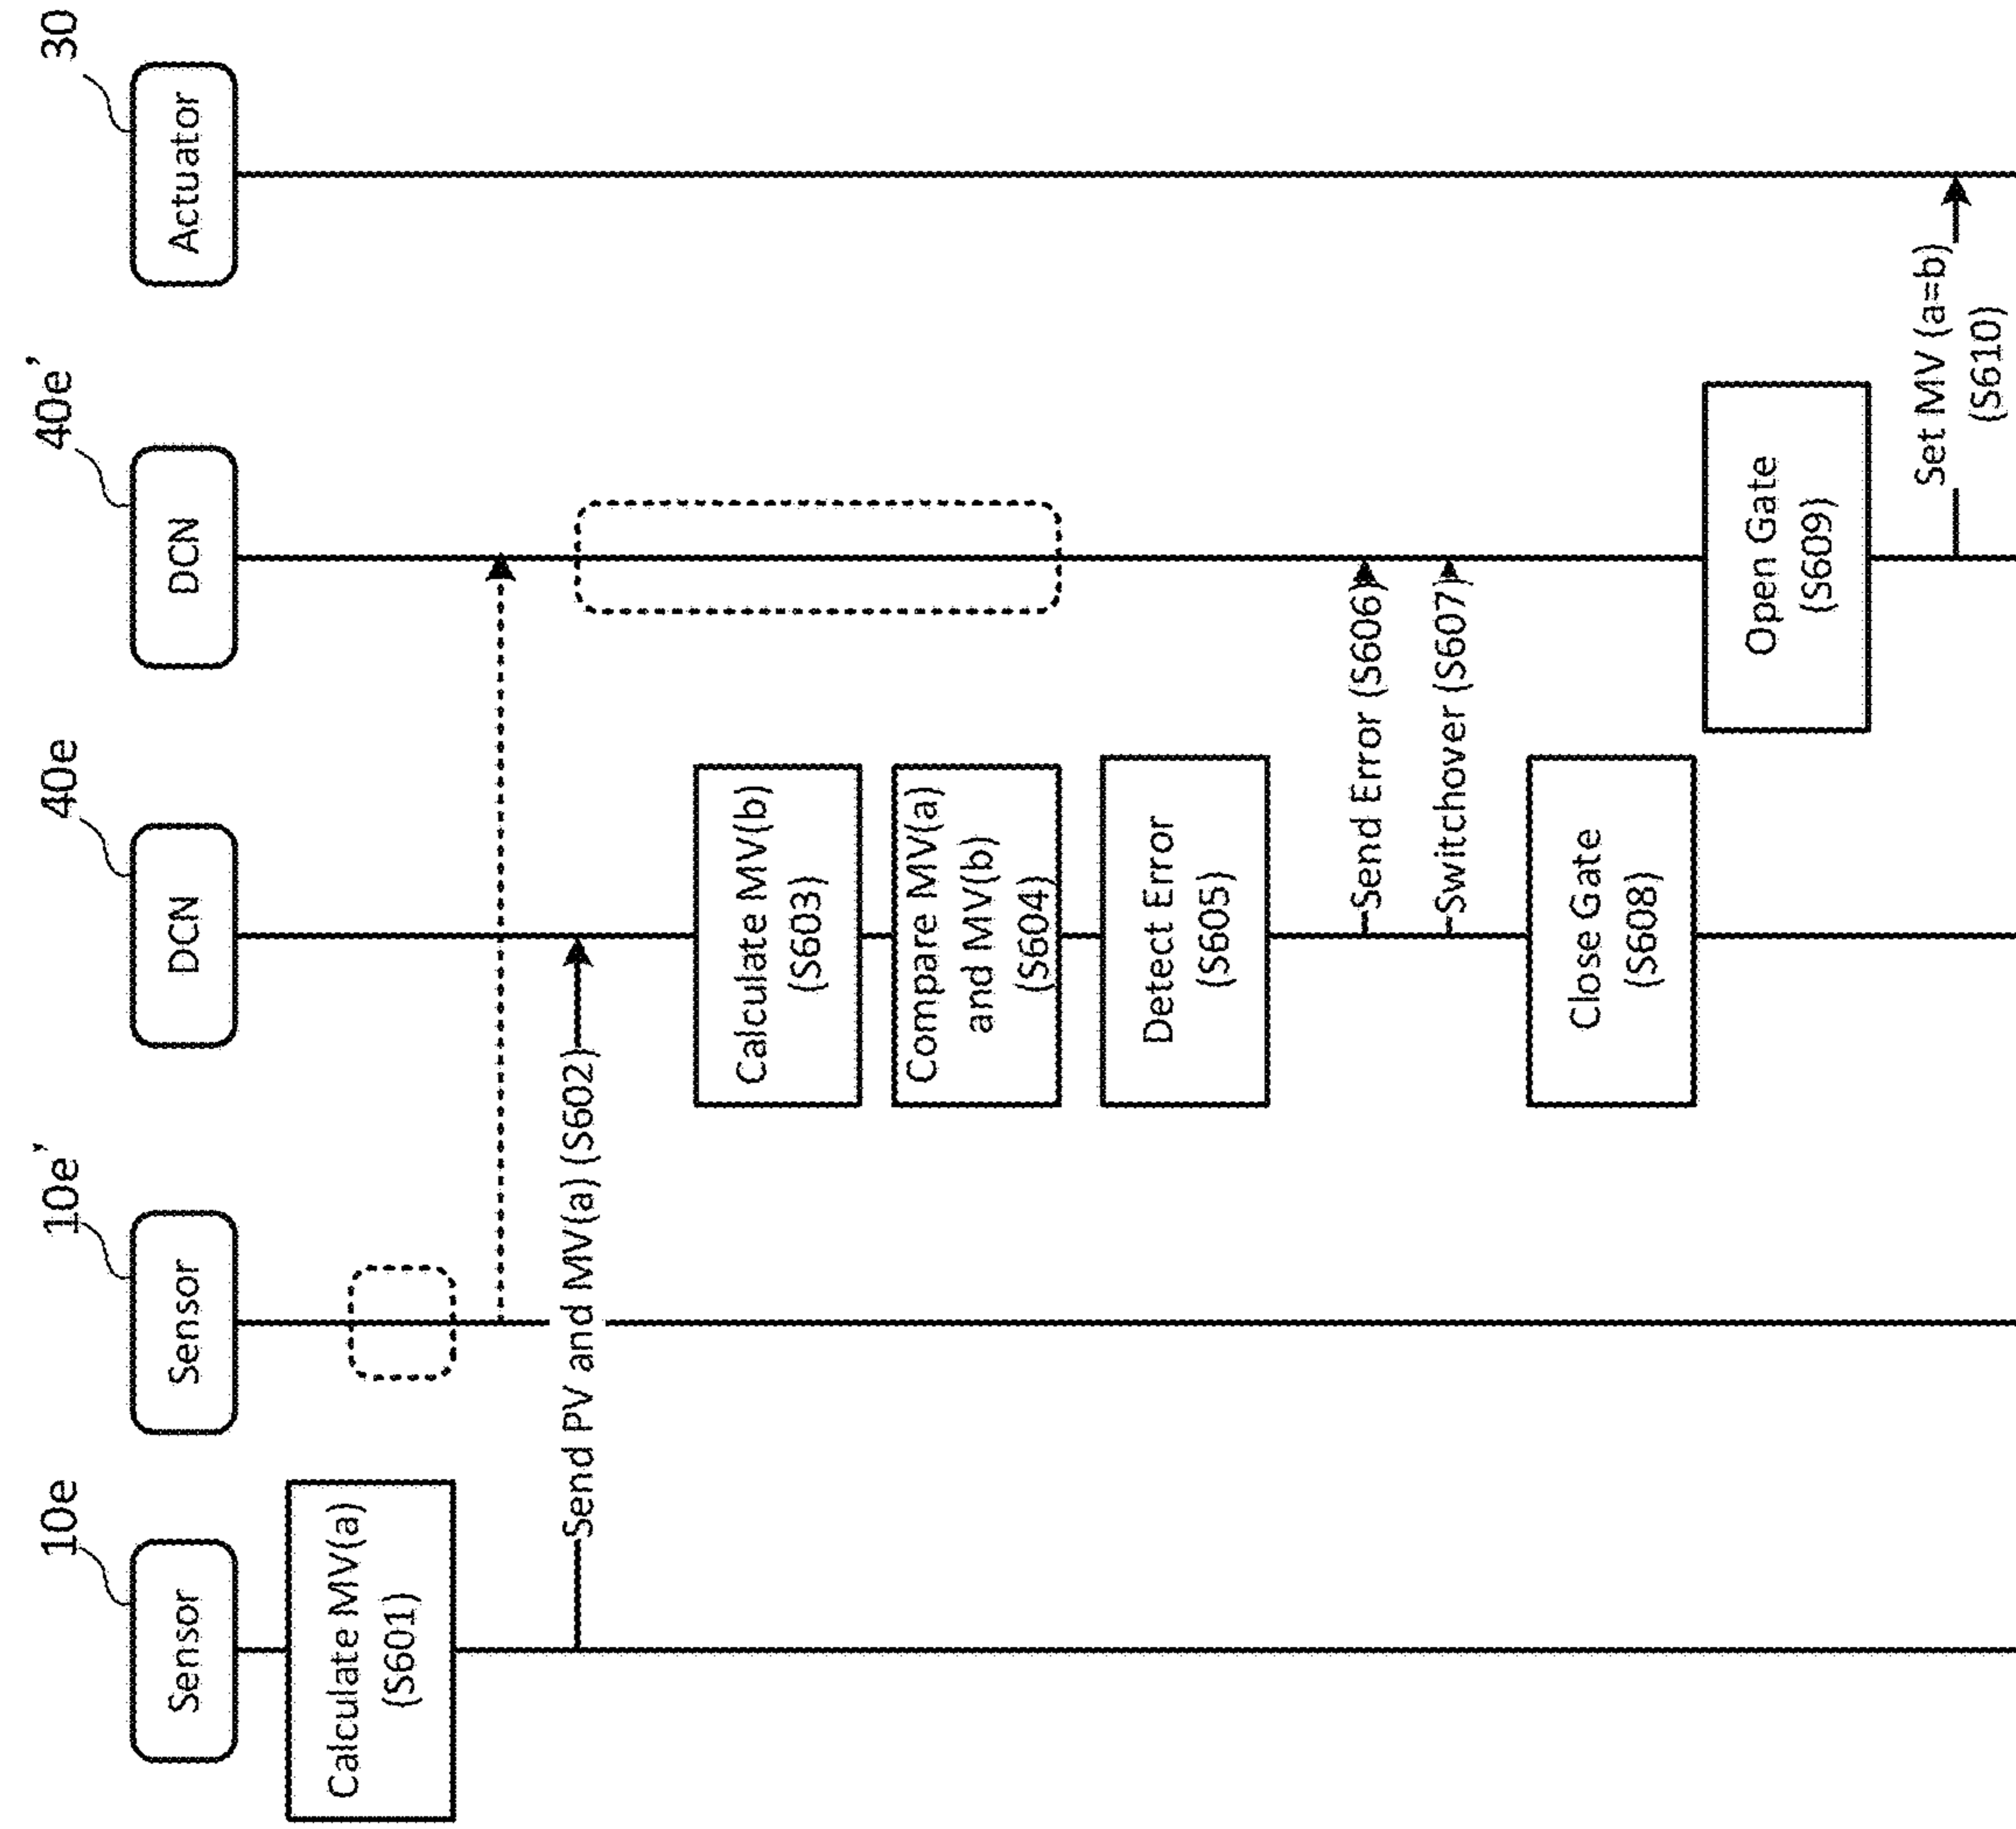 10e
10e'
40e
40e'
30
Sensor
Sensor
DCN
DCN
Actuator
Calculate MV(a)
(S601)
Send PV and MV(a) (S602)
Calculate MV(b)
(S603)
Compare MV(a)
and MV(b)
(S604)
Detect Error
(S605)
Send Error (S606)
Switchover (S607)
Close Gate
(S608)
Open Gate
(S609)
Set MV (a=b)
(S610)